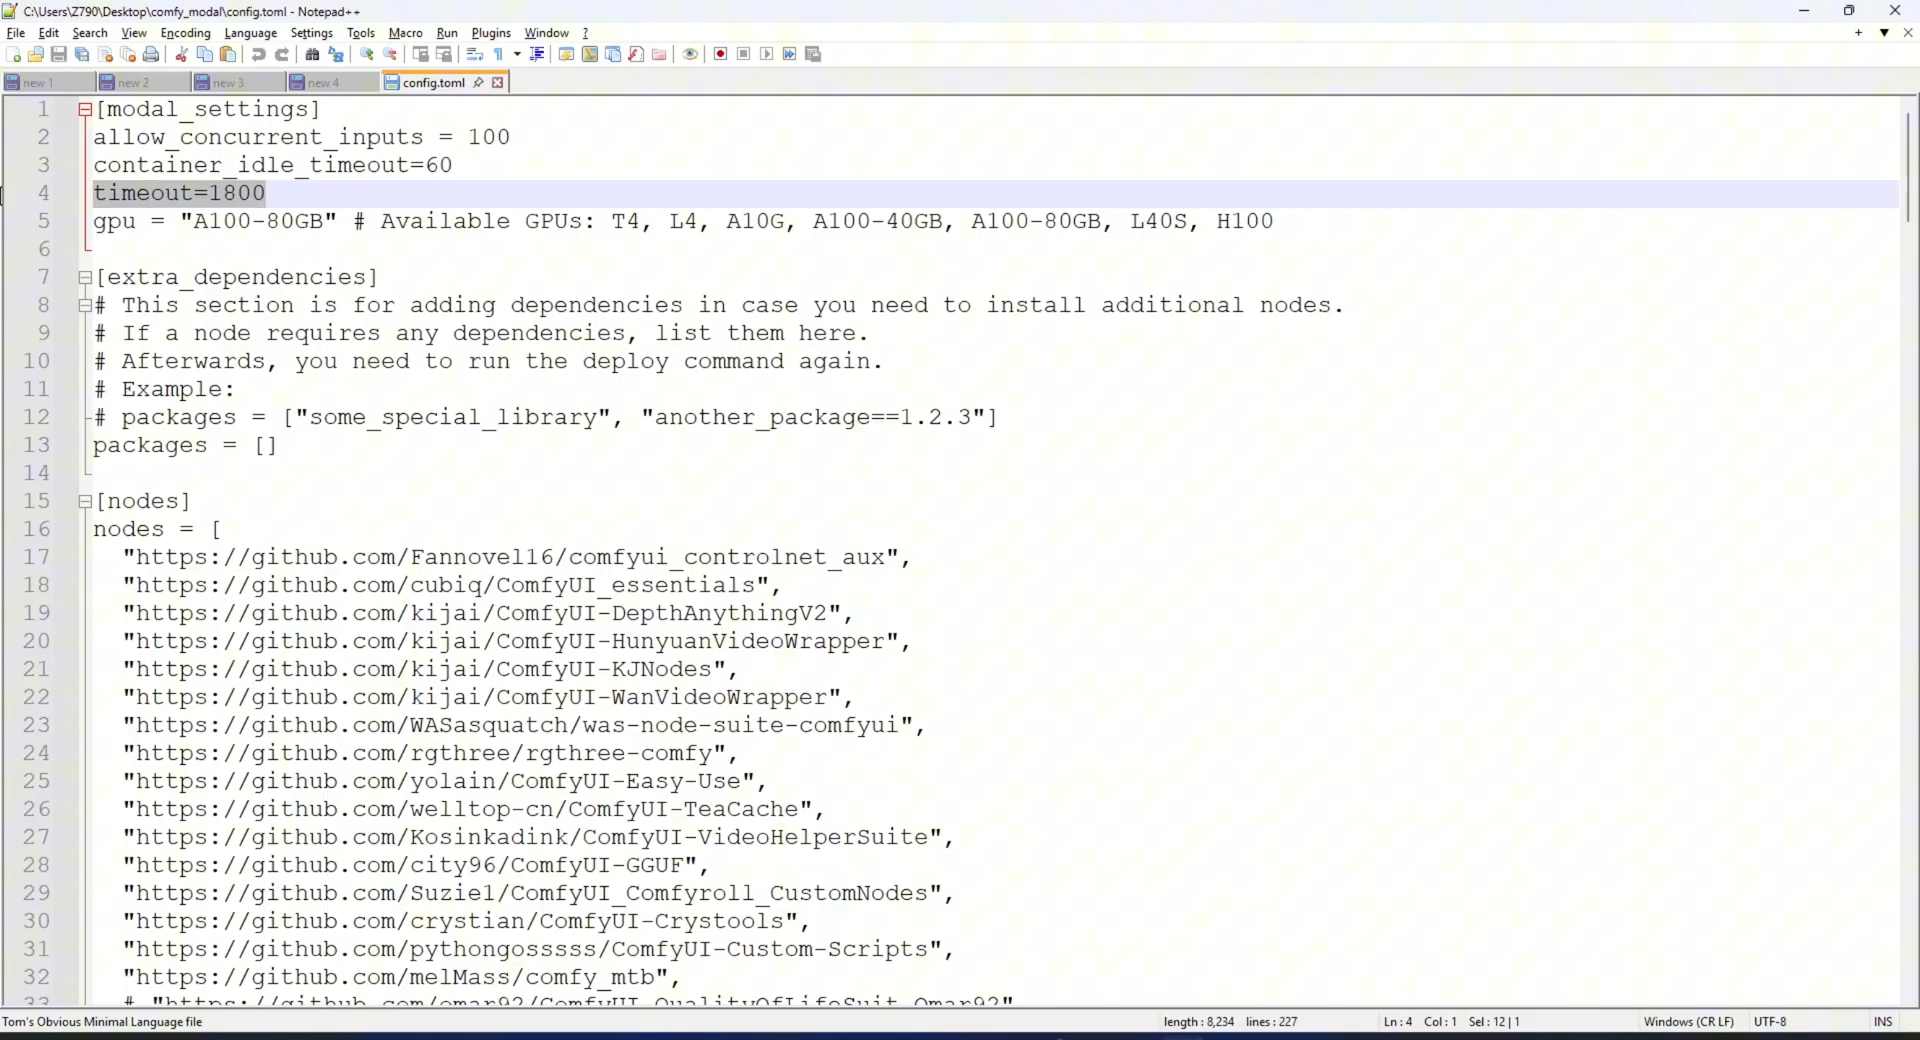 C:\Users\Z790\Desktop\comfy_modal\config.toml - Notepad++
File Edit Search View Encoding Language Settings Tools Macro Run Plugins Window ?
new 1 new 2 new 3 new 4 config.toml
1 [modal_settings]
2 allow_concurrent_inputs = 100
3 container_idle_timeout=60
4 timeout=1800
5 gpu = "A100-80GB" # Available GPUs: T4, L4, A10G, A100-40GB, A100-80GB, L40S, H100
6
7 [extra_dependencies]
8 # This section is for adding dependencies in case you need to install additional nodes.
9 # If a node requires any dependencies, list them here.
10 # Afterwards, you need to run the deploy command again.
11 # Example:
12 # packages = ["some_special_library", "another_package==1.2.3"]
13 packages = []
14
15 [nodes]
16 nodes = [
17 "https://github.com/Fannovel16/comfyui_controlnet_aux",
18 "https://github.com/cubiq/ComfyUI_essentials",
19 "https://github.com/kijai/ComfyUI-DepthAnythingV2",
20 "https://github.com/kijai/ComfyUI-HunyuanVideoWrapper",
21 "https://github.com/kijai/ComfyUI-KJNodes",
22 "https://github.com/kijai/ComfyUI-WanVideoWrapper",
23 "https://github.com/WASasquatch/was-node-suite-comfyui",
24 "https://github.com/rgthree/rgthree-comfy",
25 "https://github.com/yolain/ComfyUI-Easy-Use",
26 "https://github.com/welltop-cn/ComfyUI-TeaCache",
27 "https://github.com/Kosinkadink/ComfyUI-VideoHelperSuite",
28 "https://github.com/city96/ComfyUI-GGUF",
29 "https://github.com/Suzie1/ComfyUI_Comfyroll_CustomNodes",
30 "https://github.com/crystian/ComfyUI-Crystools",
31 "https://github.com/pythongosssss/ComfyUI-Custom-Scripts",
32 "https://github.com/melMass/comfy_mtb",
33 # "https://github.com/omar92/ComfyUI-QualityOfLifeSuit_Omar92"
Tom's Obvious Minimal Language file length : 8,234 lines : 227 Ln : 4 Col : 1 Sel : 12 | 1 Windows (CR LF) UTF-8 INS